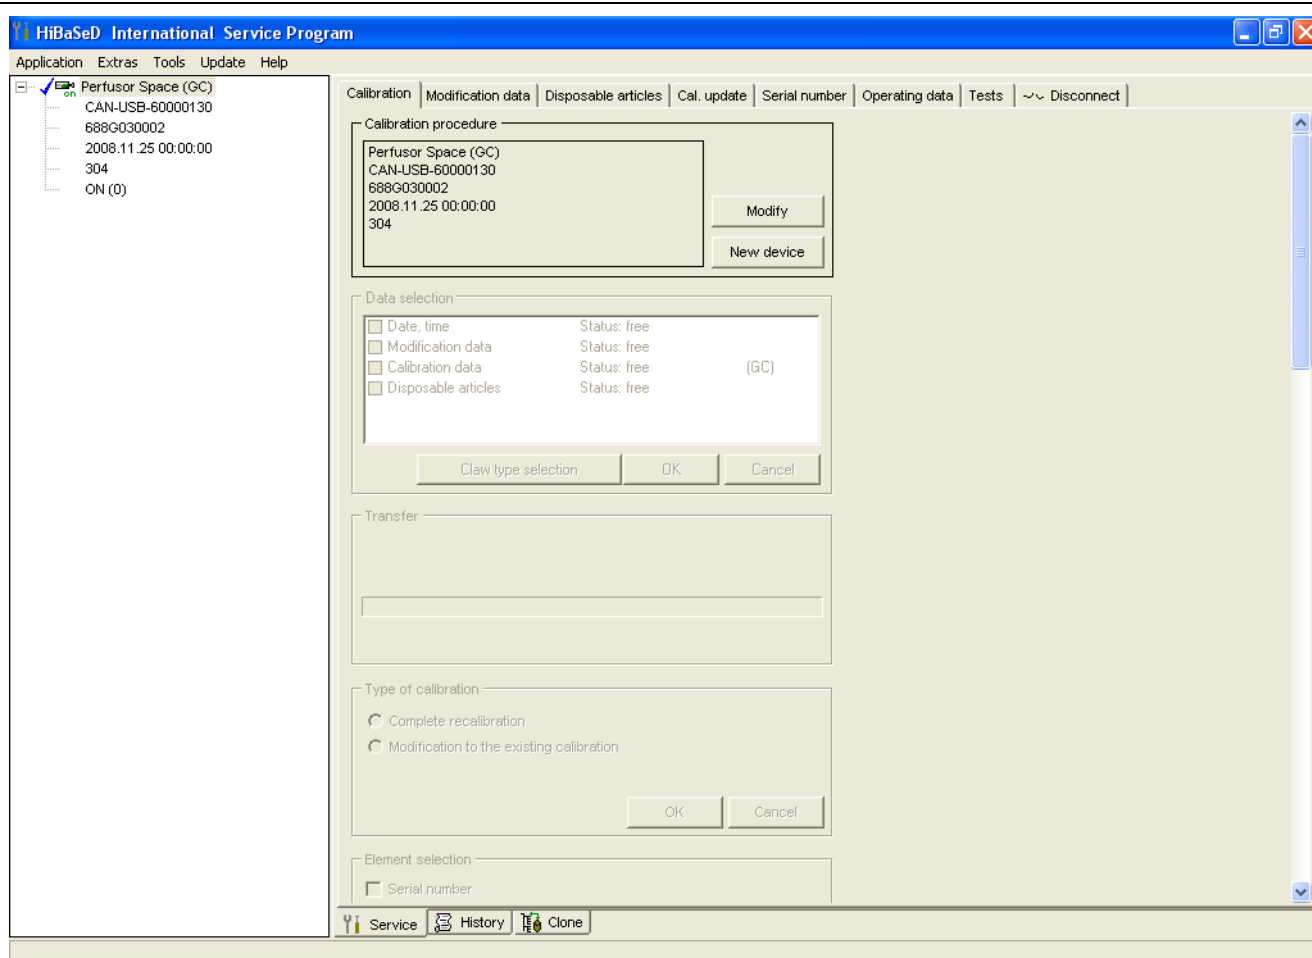 HiBaSeD International Service Program
Application Extras Tools Update Help
Perfusor Space (GC)
on
CAN-USB-60000130
688G030002
2008.11.25 00:00:00
304
ON (0)
Calibration Modification data Disposable articles Cal. update Serial number Operating data Tests Disconnect
Calibration procedure
Perfusor Space (GC)
CAN-USB-60000130
688G030002
2008.11.25 00:00:00
304
Modify
New device
Data selection
Date, time Status: free
Modification data Status: free
Calibration data Status: free (GC)
Disposable articles Status: free
Claw type selection OK Cancel
Transfer
Type of calibration
Complete recalibration
Modification to the existing calibration
OK Cancel
Element selection
Serial number
Service History Clone